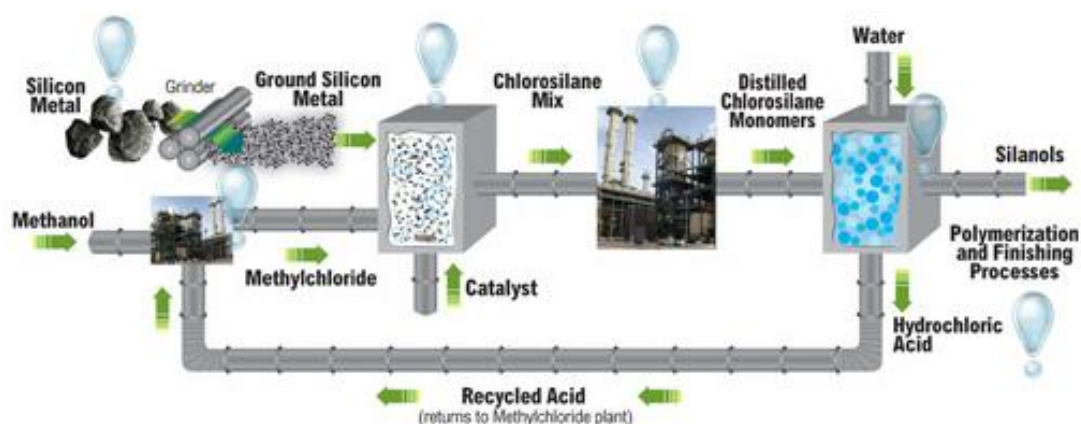 Silicon
Metal
Grinder
Ground Silicon
Metal
Chlorosilane
Mix
Distilled
Chlorosilane
Monomers
Water
Silanols
Methanol
Methylchloride
Catalyst
Polymerization
and Finishing
Processes
Hydrochloric
Acid
Recycled Acid
(returns to Methylchloride plant)